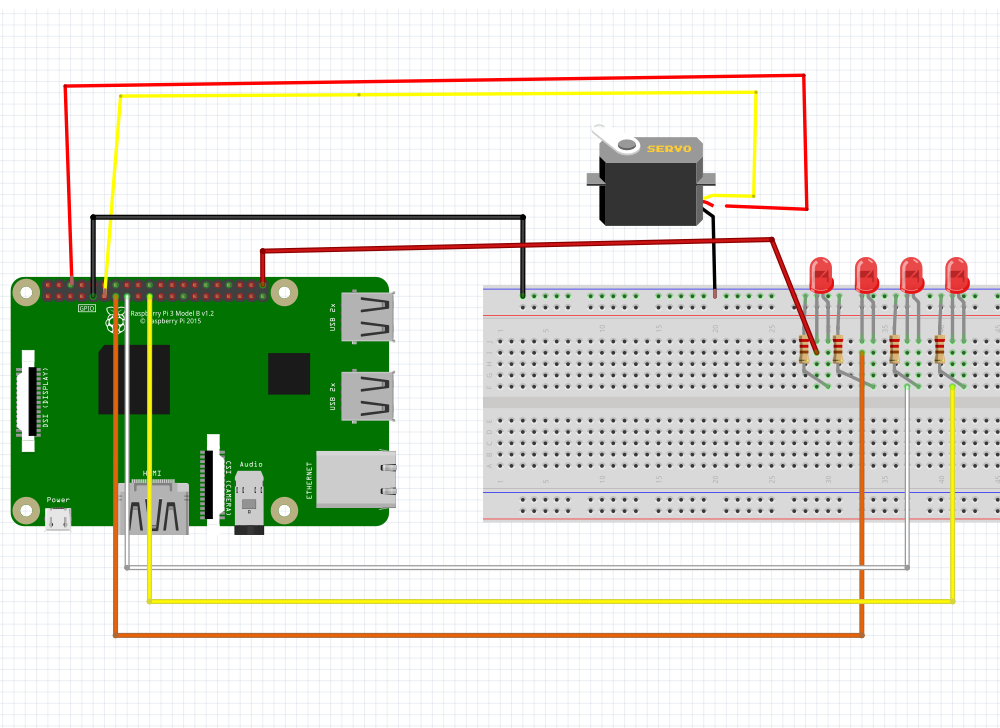 SERVO
GPIO
Raspberry Pi 3 Model B v1.2
© Raspberry Pi 2015
USB 2x
DSI (DISPLAY)
USB 2x
HDMI
CSI (CAMERA)
Audio
ETHERNET
Power
1 5 10 15 20 25 30 35 40
1 5 10 15 20 25 30 35 40